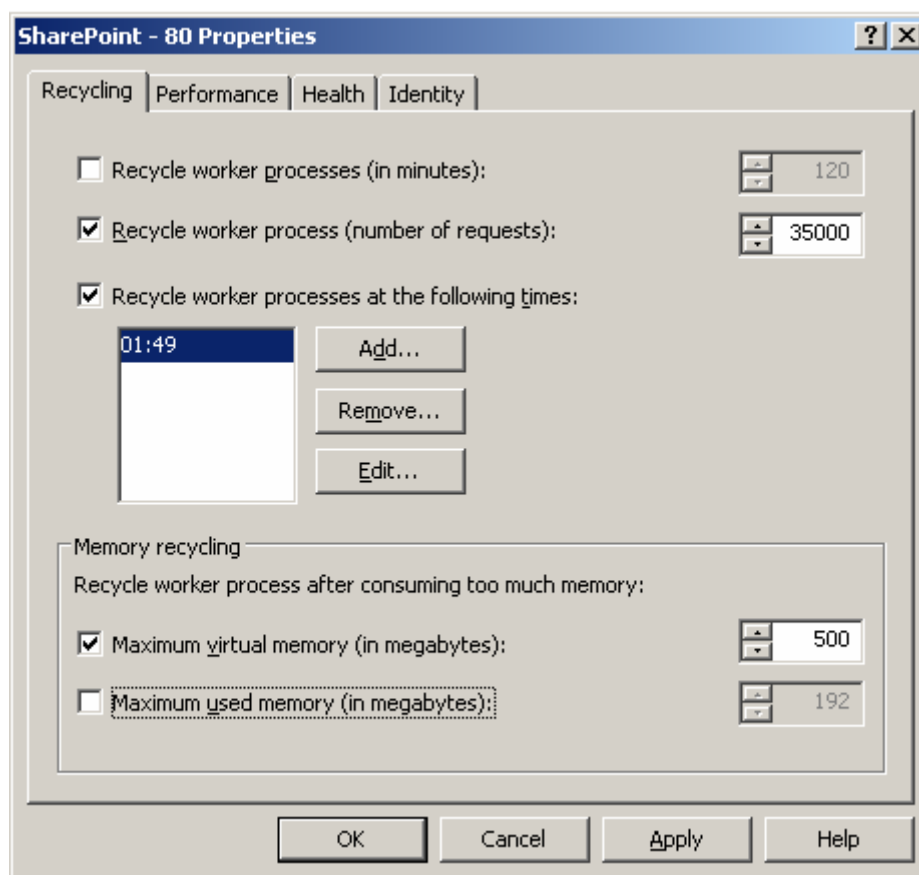 SharePoint - 80 Properties
Recycling Performance Health Identity
Recycle worker processes (in minutes): 120
Recycle worker process (number of requests): 35000
Recycle worker processes at the following times:
01:49
Add...
Remove...
Edit...
Memory recycling
Recycle worker process after consuming too much memory:
Maximum virtual memory (in megabytes): 500
Maximum used memory (in megabytes): 192
OK Cancel Apply Help